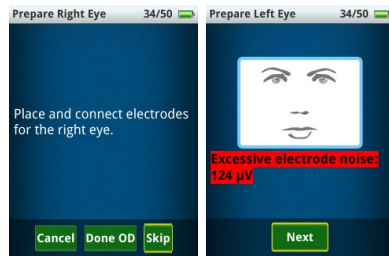 Prepare Right Eye 34/50
Place and connect electrodes
for the right eye.
Cancel Done OD Skip
Prepare Left Eye 34/50
Excessive electrode noise:
124 µV
Next